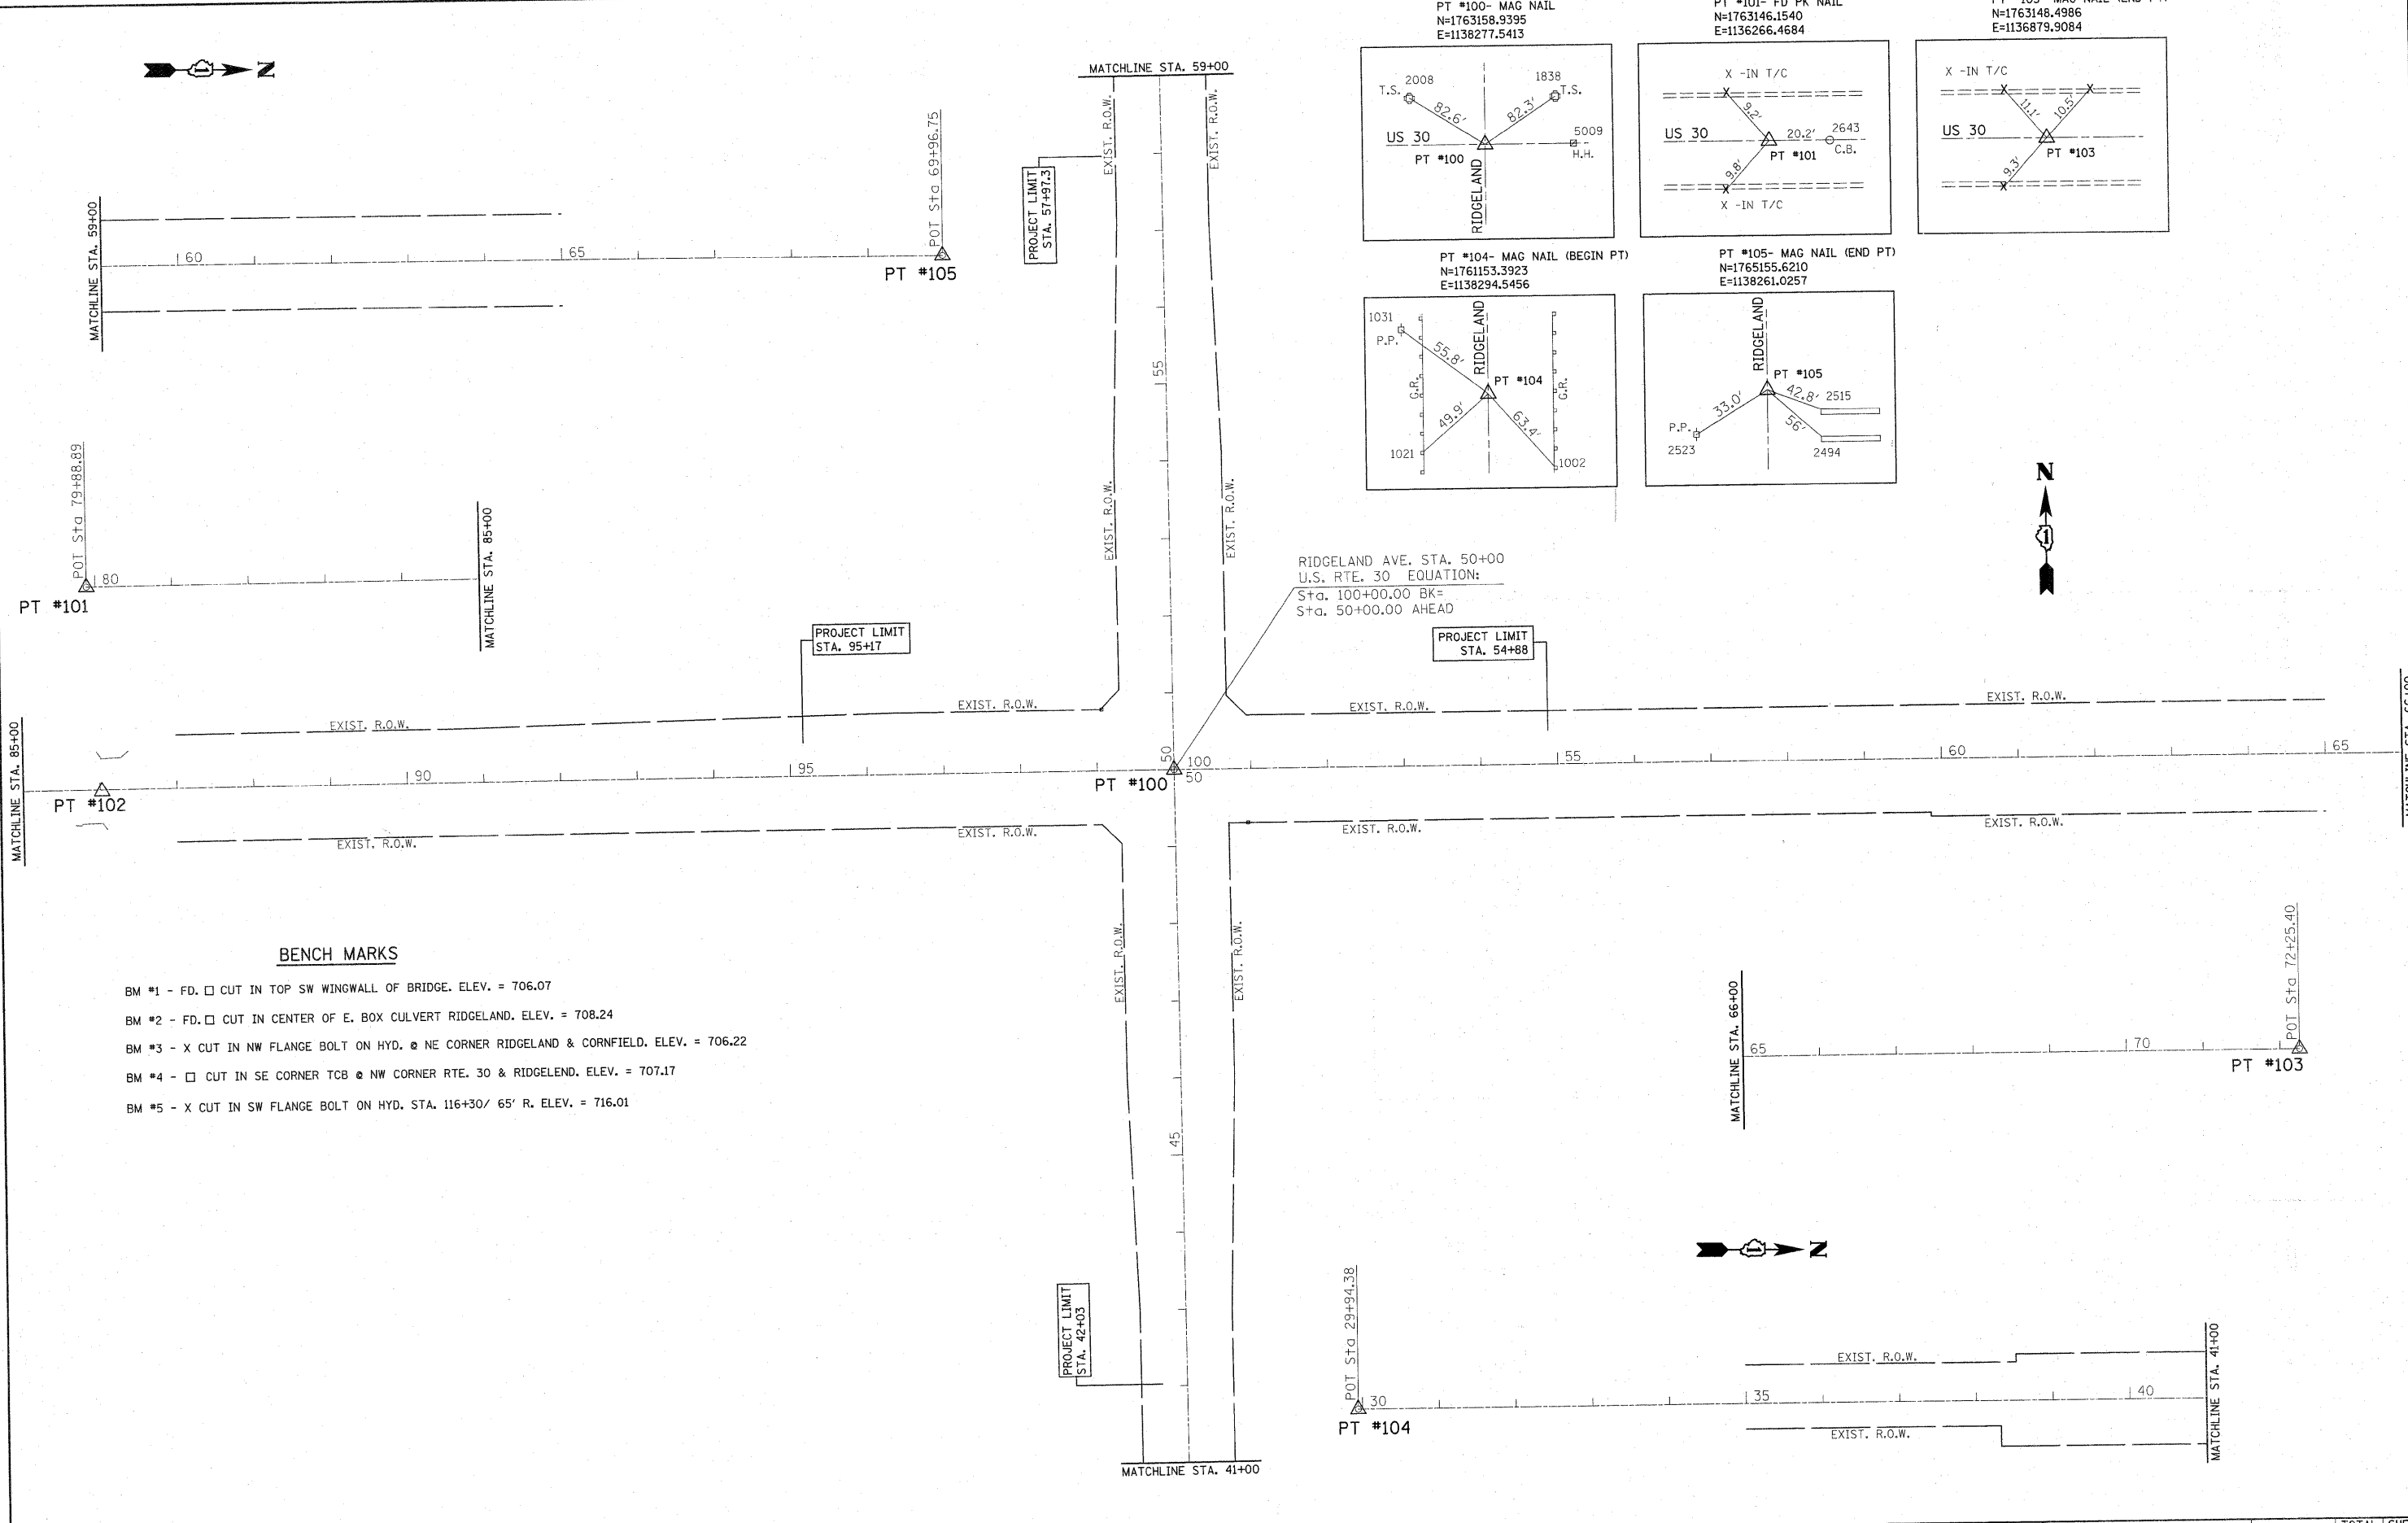 PT #100- MAG NAIL
N=1763158.9395
E=1138277.5413
PT #101- FD PK NAIL
N=1763146.1540
E=1136266.4684
N=1763148.4986
E=1136879.9084
2008
T.S.
82.6'
1838
T.S.
82.3'
US 30
5009
H.H.
PT #100
RIDGELAND
X -IN T/C
9.2'
US 30
20.2'
2643
C.B.
PT #101
9.8'
X -IN T/C
X -IN T/C
11.1'
10.5'
US 30
PT #103
9.3'
PT #104- MAG NAIL (BEGIN PT)
N=1761153.3923
E=1138294.5456
PT #105- MAG NAIL (END PT)
N=1765155.6210
E=1138261.0257
1031
P.P.
55.8'
RIDGELAND
G.R.
G.R.
PT #104
49.9'
63.4'
1021
1002
RIDGELAND
PT #105
33.0'
42.8'
2515
P.P.
2523
56'
2494
N
MATCHLINE STA. 59+00
60
65
POT Sta 69+96.75
PT #105
MATCHLINE STA. 59+00
EXIST. R.O.W.
EXIST. R.O.W.
PROJECT LIMIT
STA. 57+97.3
55
EXIST. R.O.W.
EXIST. R.O.W.
POT Sta 79+88.89
80
PT #101
MATCHLINE STA. 85+00
N
RIDGELAND AVE. STA. 50+00
U.S. RTE. 30 EQUATION:
Sta. 100+00.00 BK=
Sta. 50+00.00 AHEAD
PROJECT LIMIT
STA. 95+17
PROJECT LIMIT
STA. 54+88
MATCHLINE STA. 85+00
EXIST. R.O.W.
EXIST. R.O.W.
EXIST. R.O.W.
EXIST. R.O.W.
PT #102
90
95
50
100
50
PT #100
55
60
65
EXIST. R.O.W.
EXIST. R.O.W.
EXIST. R.O.W.
EXIST. R.O.W.
BENCH MARKS
BM #1 - FD. □ CUT IN TOP SW WINGWALL OF BRIDGE. ELEV. = 706.07
BM #2 - FD. □ CUT IN CENTER OF E. BOX CULVERT RIDGELAND. ELEV. = 708.24
BM #3 - X CUT IN NW FLANGE BOLT ON HYD. @ NE CORNER RIDGELAND & CORNFIELD. ELEV. = 706.22
BM #4 - □ CUT IN SE CORNER TCB @ NW CORNER RTE. 30 & RIDGELEND. ELEV. = 707.17
BM #5 - X CUT IN SW FLANGE BOLT ON HYD. STA. 116+30/ 65' R. ELEV. = 716.01
EXIST. R.O.W.
EXIST. R.O.W.
45
PROJECT LIMIT
STA. 42+03
MATCHLINE STA. 41+00
MATCHLINE STA. 66+00
65
70
POT Sta 72+25.40
PT #103
N
POT Sta 29+94.38
30
PT #104
35
40
EXIST. R.O.W.
EXIST. R.O.W.
MATCHLINE STA. 41+00